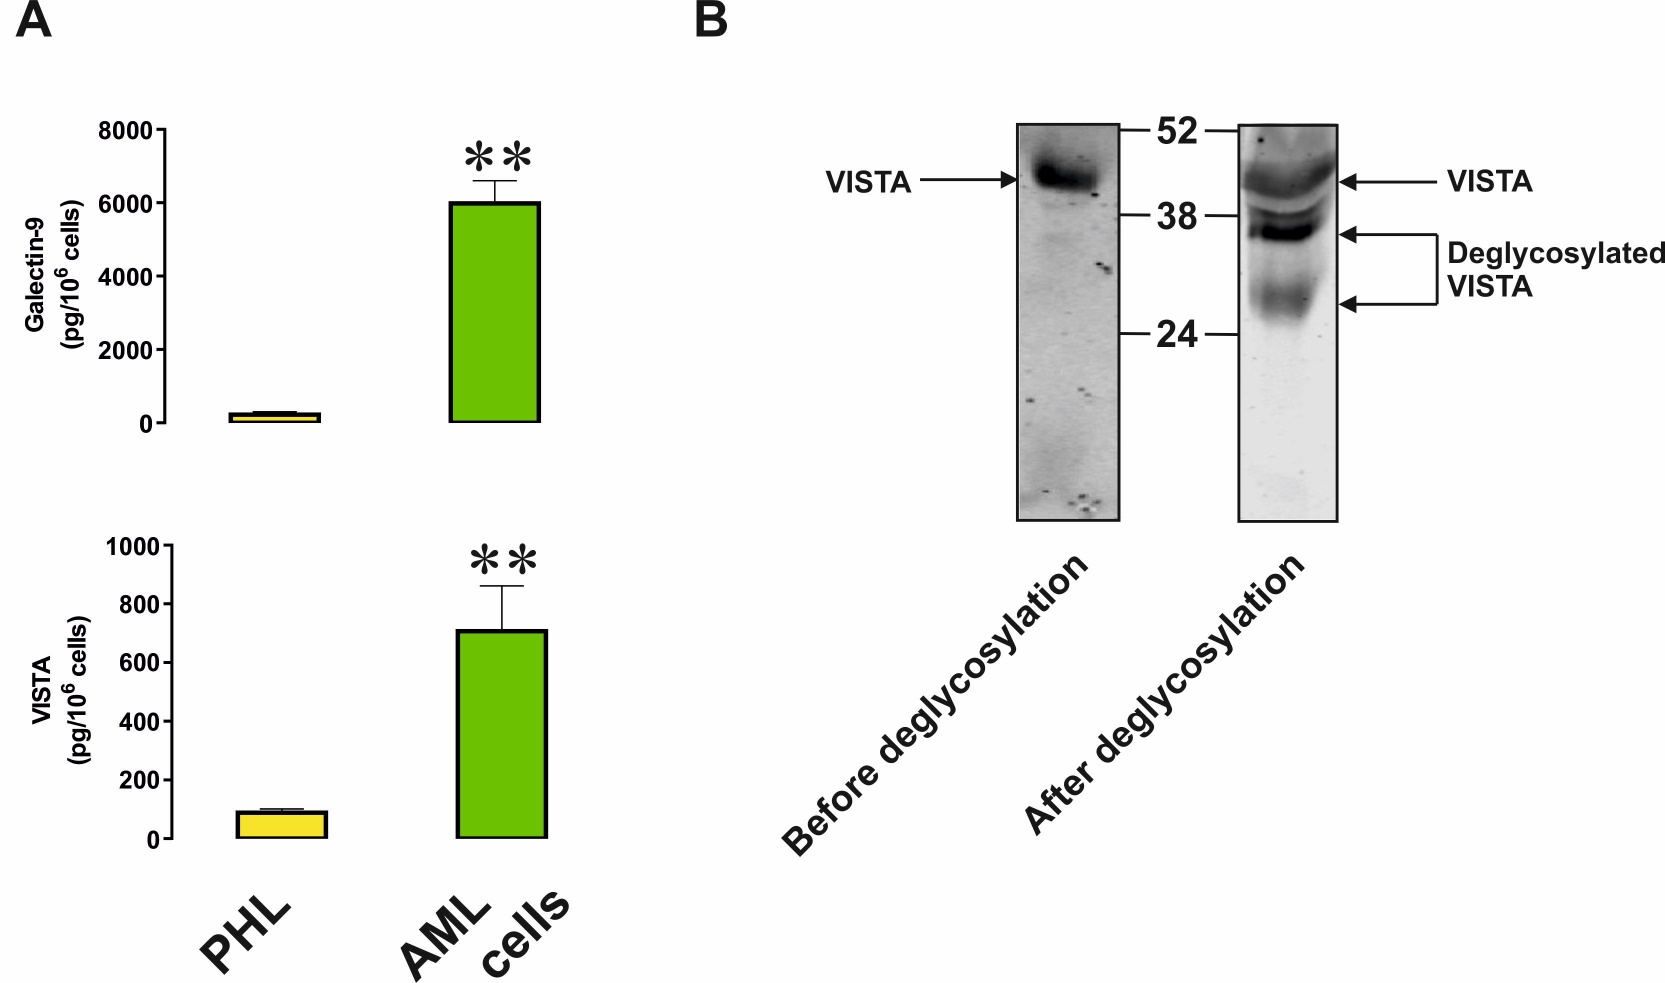 A
B
8000
6000
4000
2000
0
Galectin-9
(pg/10⁶ cells)
**
1000
800
600
400
200
0
VISTA
(pg/10⁶ cells)
**
PHL
AML
cells
VISTA
52
38
24
VISTA
Deglycosylated
VISTA
Before deglycosylation
After deglycosylation